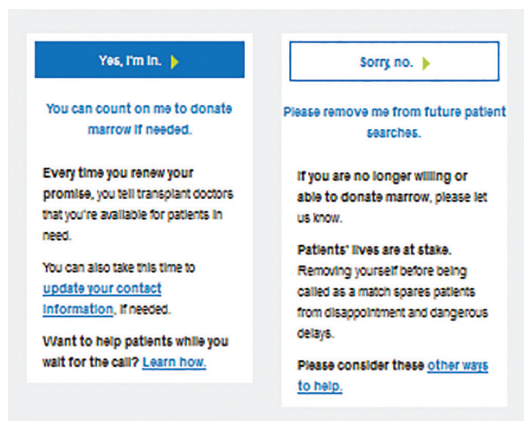 Yes, I'm in.
You can count on me to donate
marrow if needed.
Every time you renew your
promise, you tell transplant doctors
that you're available for patients in
need.
You can also take this time to
update your contact
information, if needed.
Want to help patients while you
wait for the call? Learn how.
Sorry, no.
Please remove me from future patient
searches.
If you are no longer willing or
able to donate marrow, please let
us know.
Patients' lives are at stake.
Removing yourself before being
called as a match spares patients
from disappointment and dangerous
delays.
Please consider these other ways
to help.